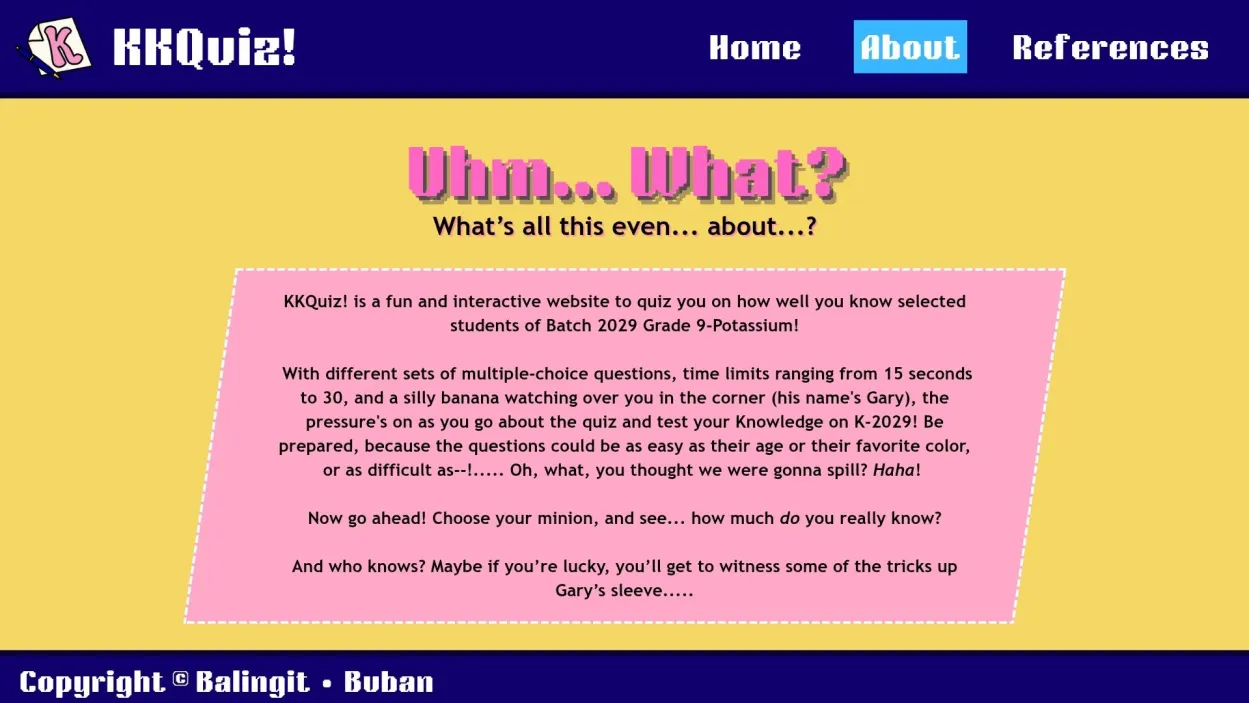 K
KKQuiz!
Home
About
References
Uhm... What?
What’s all this even... about...?
KKQuiz! is a fun and interactive website to quiz you on how well you know selected
students of Batch 2029 Grade 9-Potassium!
With different sets of multiple-choice questions, time limits ranging from 15 seconds
to 30, and a silly banana watching over you in the corner (his name's Gary), the
pressure's on as you go about the quiz and test your Knowledge on K-2029! Be
prepared, because the questions could be as easy as their age or their favorite color,
or as difficult as--!..... Oh, what, you thought we were gonna spill? Haha!
Now go ahead! Choose your minion, and see... how much do you really know?
And who knows? Maybe if you’re lucky, you’ll get to witness some of the tricks up
Gary’s sleeve.....
Copyright © Balingit • Buban